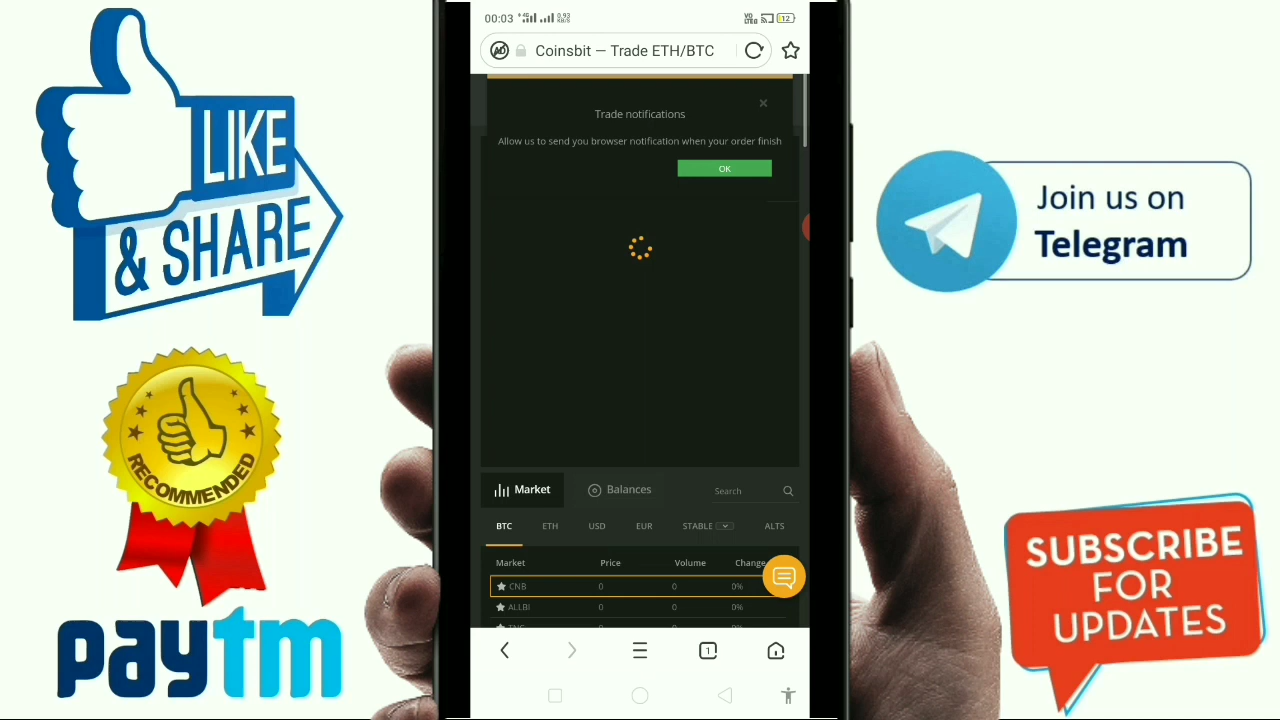 LIKE
& SHARE
RECOMMENDED
paytm
00:03
12
Coinsbit — Trade ETH/BTC
Trade notifications
Allow us to send you browser notification when your order finish
OK
Market
Balances
Search
BTC
ETH
USD
EUR
STABLE
ALTS
Market
Price
Volume
Change
CNB
0
0
0%
ALLBI
0
0
0%
1
Join us on
Telegram
SUBSCRIBE
FOR
UPDATES